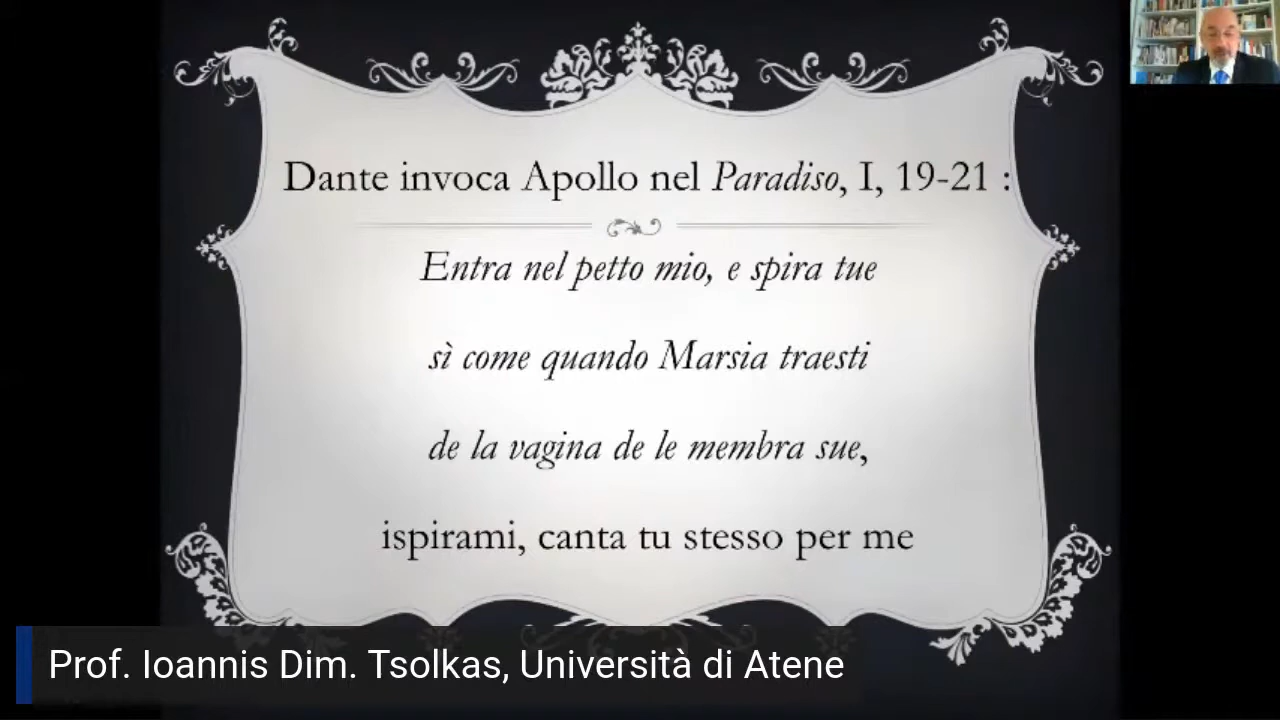 Dante invoca Apollo nel Paradiso, I, 19-21 :
Entra nel petto mio, e spira tue
sì come quando Marsia traesti
de la vagina de le membra sue,
ispirami, canta tu stesso per me
Prof. Ioannis Dim. Tsolkas, Università di Atene